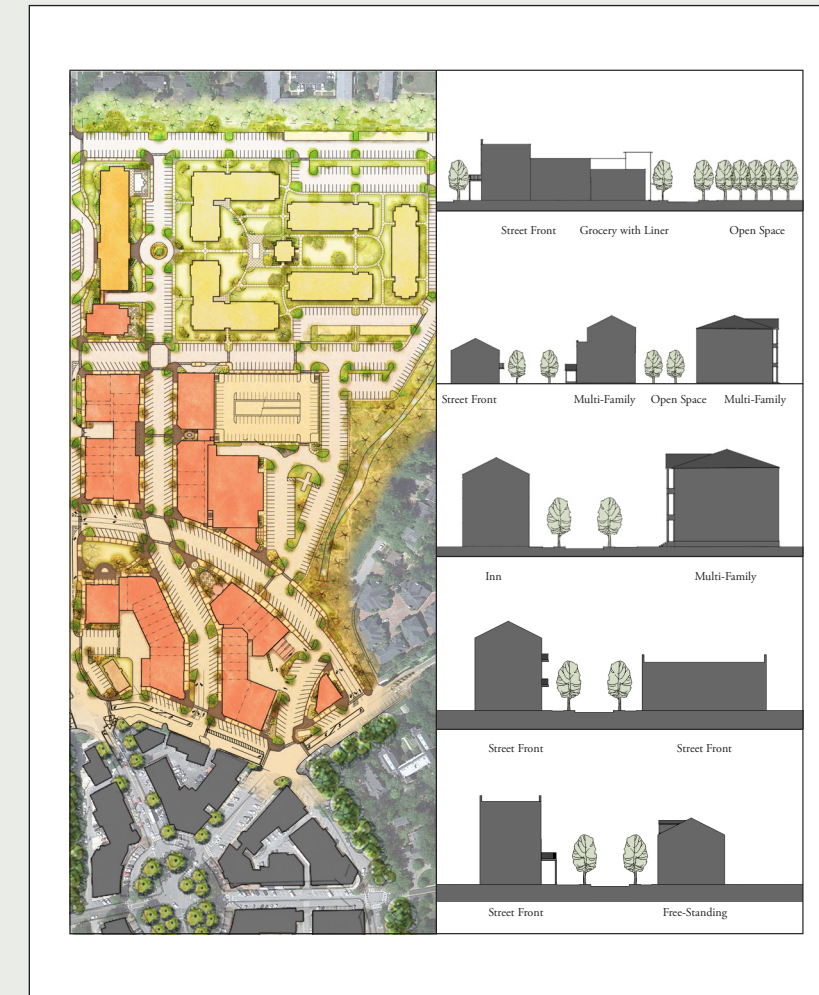 Street Front Grocery with Liner Open Space
Street Front Multi-Family Open Space Multi-Family
Inn Multi-Family
Street Front Street Front
Street Front Free-Standing